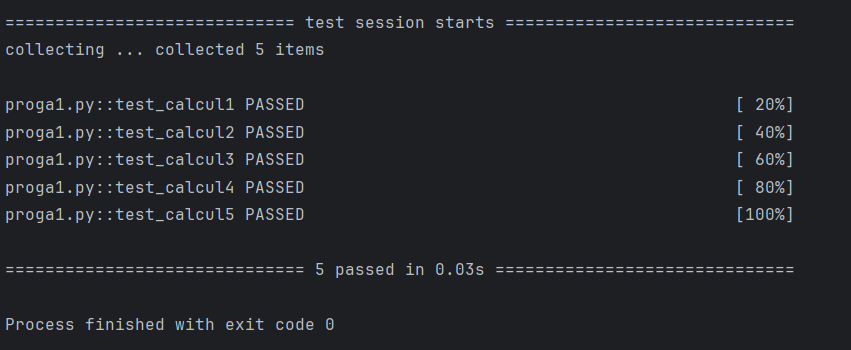 ============================= test session starts =============================
collecting ... collected 5 items
proga1.py::test_calcul1 PASSED                                           [ 20%]
proga1.py::test_calcul2 PASSED                                           [ 40%]
proga1.py::test_calcul3 PASSED                                           [ 60%]
proga1.py::test_calcul4 PASSED                                           [ 80%]
proga1.py::test_calcul5 PASSED                                           [100%]
============================== 5 passed in 0.03s ==============================
Process finished with exit code 0